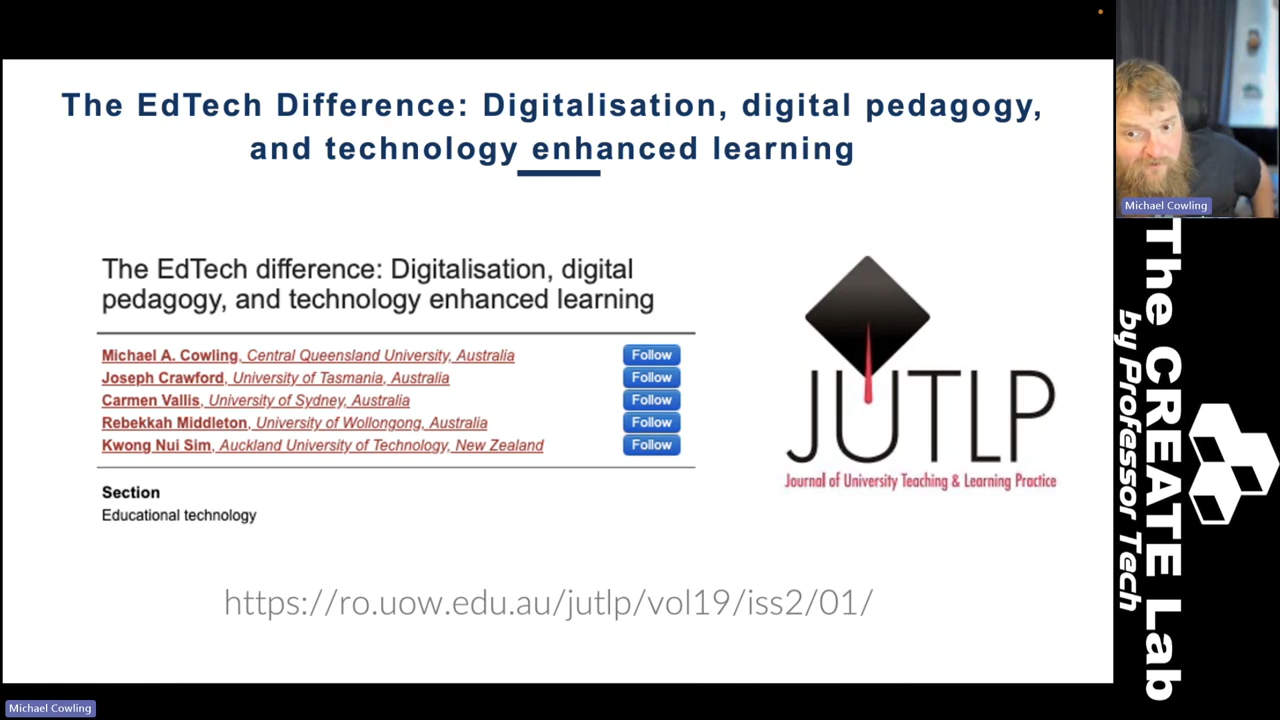 The EdTech Difference: Digitalisation, digital pedagogy,
and technology enhanced learning
The EdTech difference: Digitalisation, digital
pedagogy, and technology enhanced learning
Michael A. Cowling, Central Queensland University, Australia Follow
Joseph Crawford, University of Tasmania, Australia Follow
Carmen Vallis, University of Sydney, Australia Follow
Rebekkah Middleton, University of Wollongong, Australia Follow
Kwong Nui Sim, Auckland University of Technology, New Zealand Follow
Section
Educational technology
JUTLP
Journal of University Teaching & Learning Practice
https://ro.uow.edu.au/jutlp/vol19/iss2/01/
Michael Cowling
The CREATE Lab
by Professor Tech
Michael Cowling